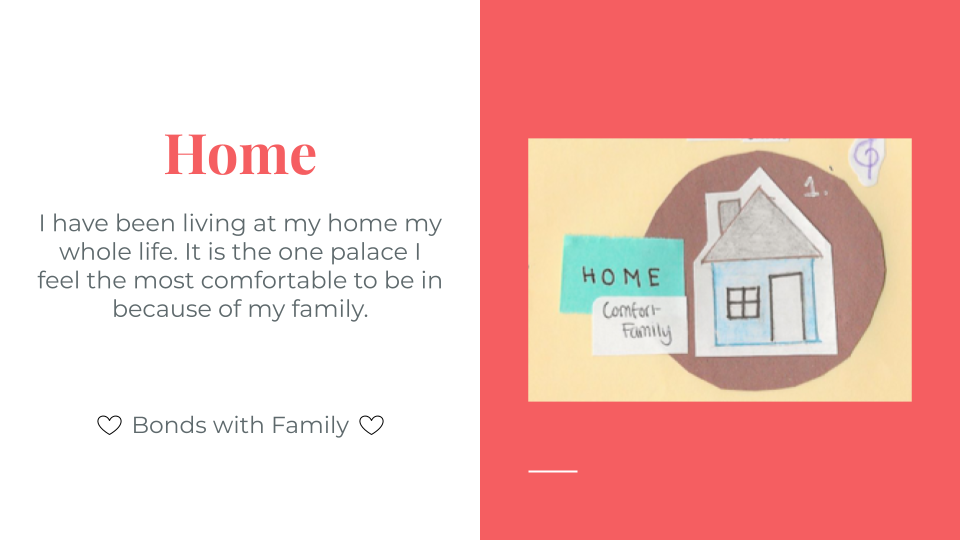 Home
I have been living at my home my
whole life. It is the one palace I
feel the most comfortable to be in
because of my family.
♡ Bonds with Family ♡
1.
HOME
Comfort
Family